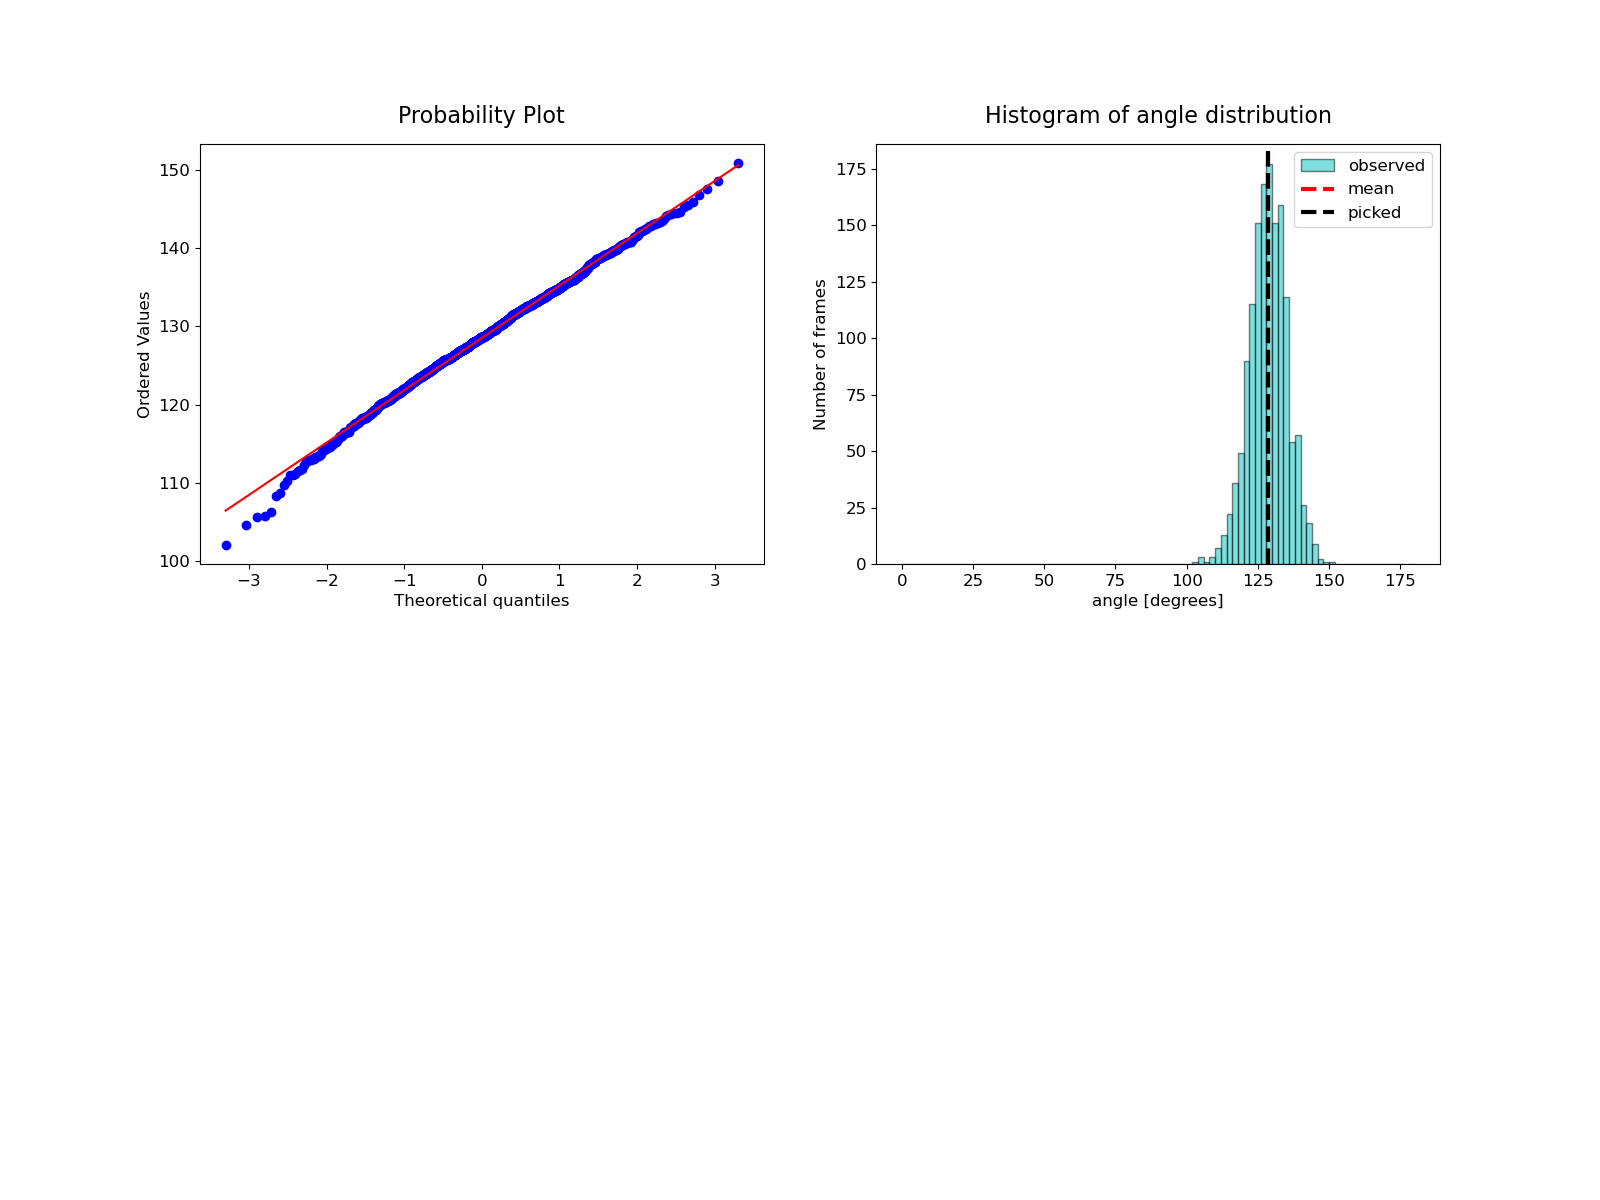 Probability Plot
Ordered Values
150
140
130
120
110
100
−3 −2 −1 0 1 2 3
Theoretical quantiles
Histogram of angle distribution
Number of frames
175
150
125
100
75
50
25
0
observed
mean
picked
0 25 50 75 100 125 150 175
angle [degrees]